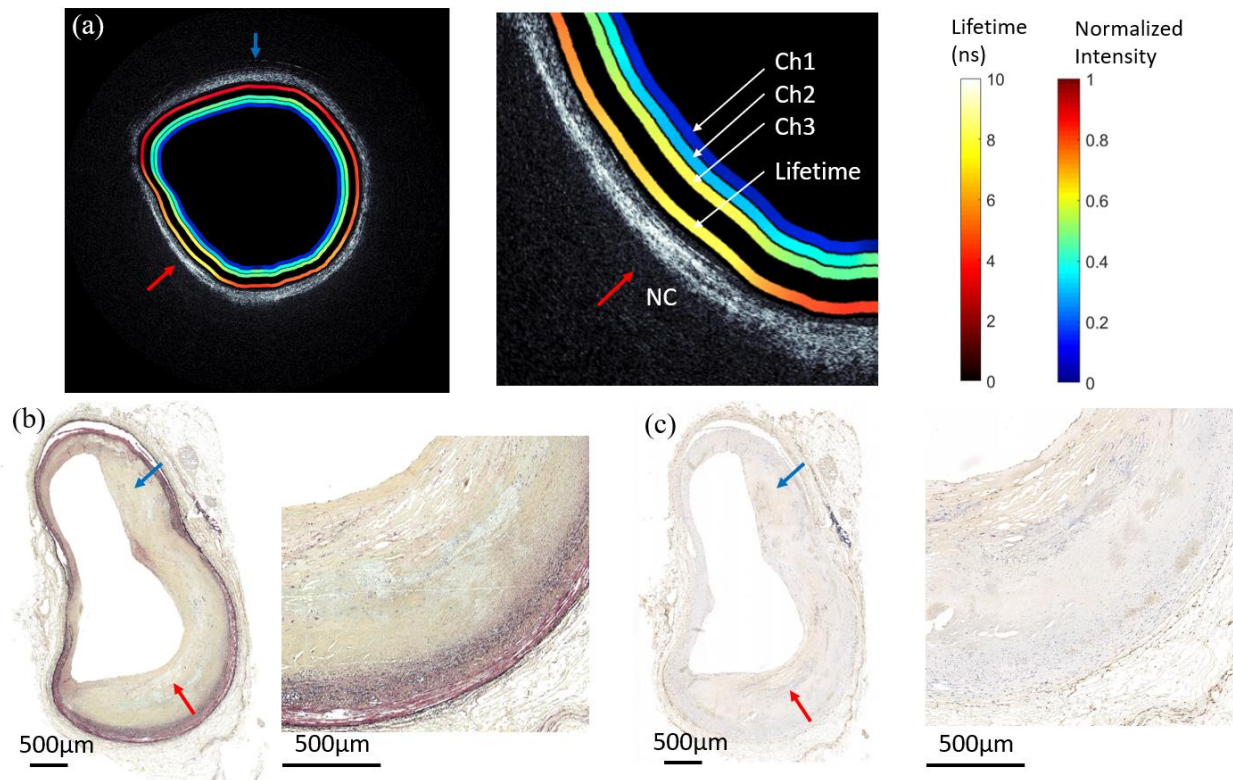 (a)
Ch1
Ch2
Ch3
Lifetime
NC
Lifetime
(ns)
10
8
6
4
2
0
Normalized
Intensity
1
0.8
0.6
0.4
0.2
0
(b)
500μm
500μm
(c)
500μm
500μm